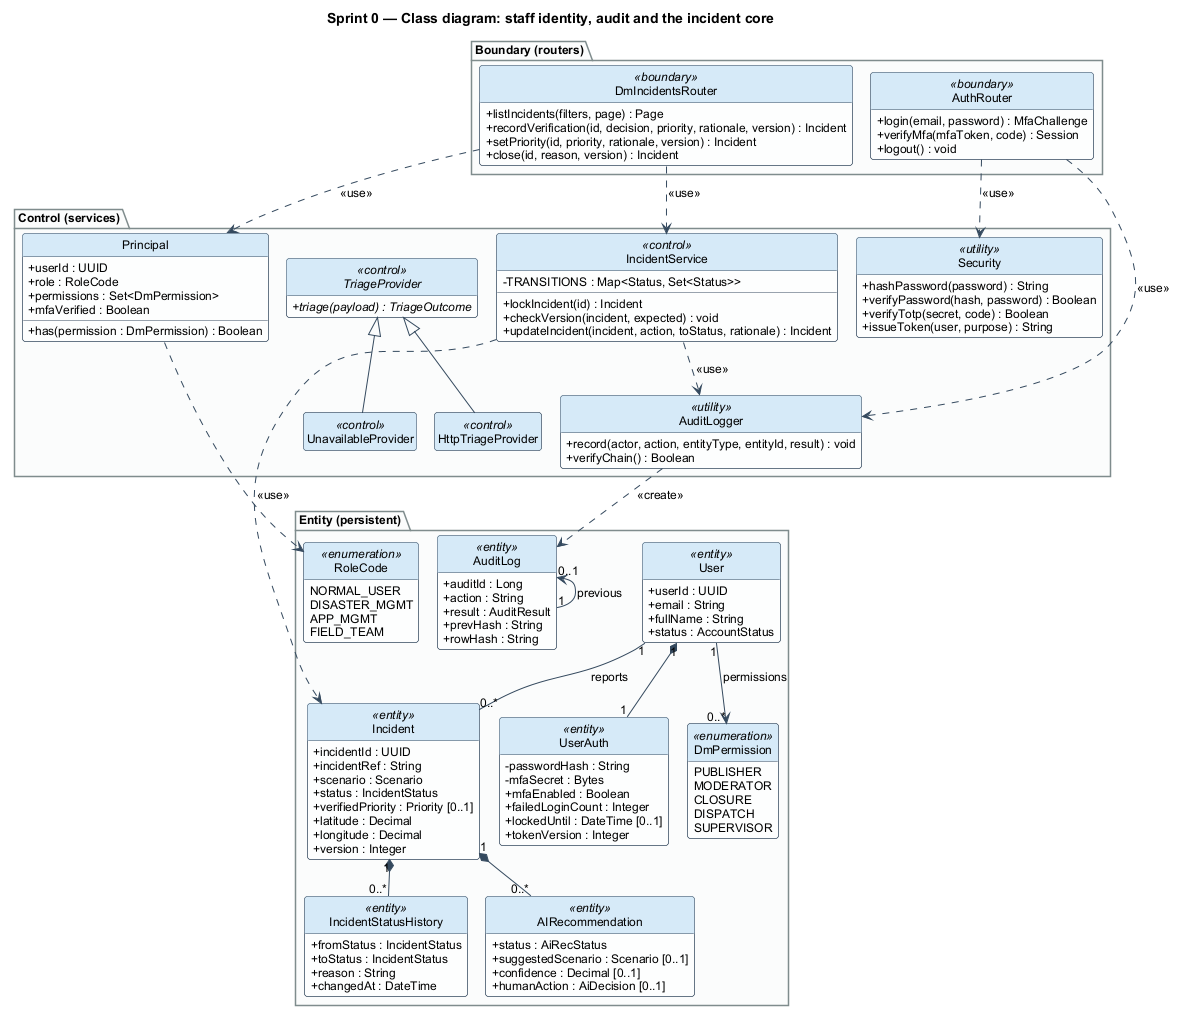 Sprint 0 — Class diagram: staff identity, audit and the incident core
Boundary (routers)
«boundary»
DmIncidentsRouter
+listIncidents(filters, page) : Page
+recordVerification(id, decision, priority, rationale, version) : Incident
+setPriority(id, priority, rationale, version) : Incident
+close(id, reason, version) : Incident
«boundary»
AuthRouter
+login(email, password) : MfaChallenge
+verifyMfa(mfaToken, code) : Session
+logout() : void
«use»
«use»
«use»
«use»
Control (services)
Principal
+userId : UUID
+role : RoleCode
+permissions : Set<DmPermission>
+mfaVerified : Boolean
+has(permission : DmPermission) : Boolean
«control»
TriageProvider
+triage(payload) : TriageOutcome
«control»
IncidentService
-TRANSITIONS : Map<Status, Set<Status>>
+lockIncident(id) : Incident
+checkVersion(incident, expected) : void
+updateIncident(incident, action, toStatus, rationale) : Incident
«utility»
Security
+hashPassword(password) : String
+verifyPassword(hash, password) : Boolean
+verifyTotp(secret, code) : Boolean
+issueToken(user, purpose) : String
«use»
«control»
UnavailableProvider
«control»
HttpTriageProvider
«utility»
AuditLogger
+record(actor, action, entityType, entityId, result) : void
+verifyChain() : Boolean
«use»
«create»
Entity (persistent)
«enumeration»
RoleCode
NORMAL_USER
DISASTER_MGMT
APP_MGMT
FIELD_TEAM
«entity»
AuditLog
+auditId : Long
+action : String
+result : AuditResult
+prevHash : String
+rowHash : String
0..1
1
previous
«entity»
User
+userId : UUID
+email : String
+fullName : String
+status : AccountStatus
1
1
1
reports
permissions
0..*
1
0..*
«entity»
Incident
+incidentId : UUID
+incidentRef : String
+scenario : Scenario
+status : IncidentStatus
+verifiedPriority : Priority [0..1]
+latitude : Decimal
+longitude : Decimal
+version : Integer
«entity»
UserAuth
-passwordHash : String
-mfaSecret : Bytes
+mfaEnabled : Boolean
+failedLoginCount : Integer
+lockedUntil : DateTime [0..1]
+tokenVersion : Integer
«enumeration»
DmPermission
PUBLISHER
MODERATOR
CLOSURE
DISPATCH
SUPERVISOR
1
1
0..*
0..*
«entity»
IncidentStatusHistory
+fromStatus : IncidentStatus
+toStatus : IncidentStatus
+reason : String
+changedAt : DateTime
«entity»
AIRecommendation
+status : AiRecStatus
+suggestedScenario : Scenario [0..1]
+confidence : Decimal [0..1]
+humanAction : AiDecision [0..1]